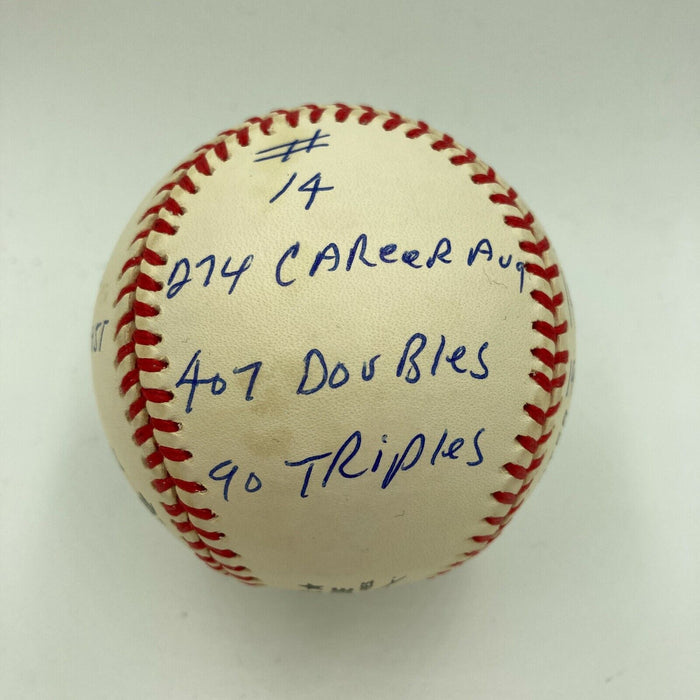 #
14
274 CAReeR Avg
407 DouBles
90 TRiples